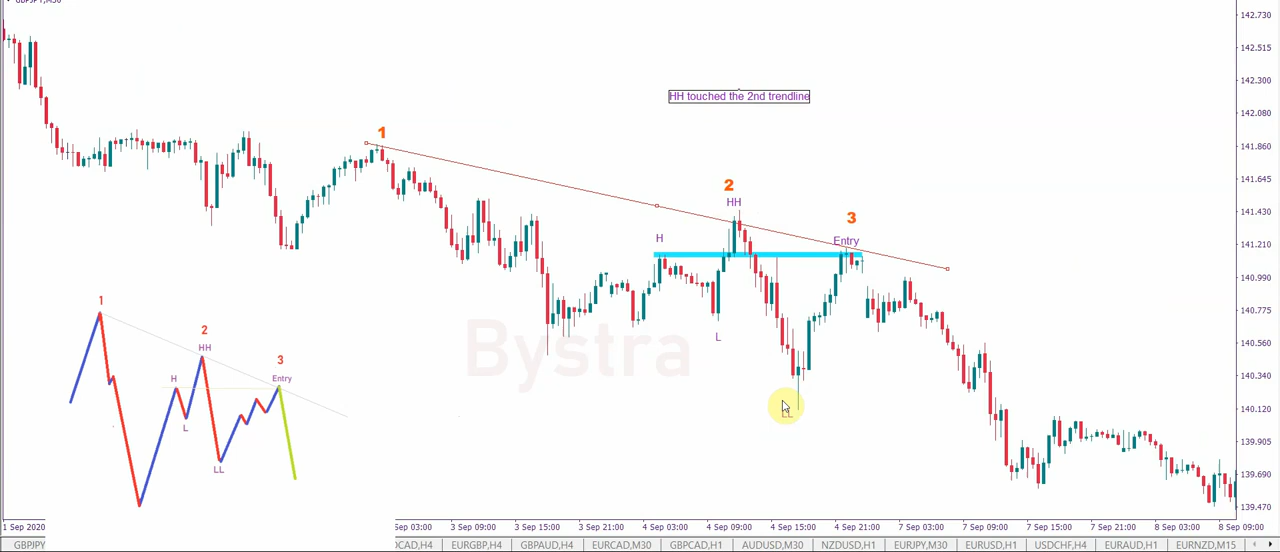 GBPJPY,M30
142.730
142.515
142.300
142.080
141.860
141.645
141.430
141.210
140.990
140.775
140.560
140.340
140.120
139.905
139.690
139.470
HH touched the 2nd trendline
1
2
HH
3
H
Entry
L
LL
Bystra
1
2
HH
3
H
Entry
L
LL
1 Sep 2020
Sep 03:00
3 Sep 09:00
3 Sep 15:00
3 Sep 21:00
4 Sep 03:00
4 Sep 09:00
4 Sep 15:00
4 Sep 21:00
7 Sep 03:00
7 Sep 09:00
7 Sep 15:00
7 Sep 21:00
8 Sep 03:00
8 Sep 09:00
GBPJPY
DCAD,H4
EURGBP,H4
GBPAUD,H4
EURCAD,M30
GBPCAD,H1
AUDUSD,M30
NZDUSD,H1
EURJPY,M30
EURUSD,H1
USDCHF,H4
EURAUD,H1
EURNZD,M15